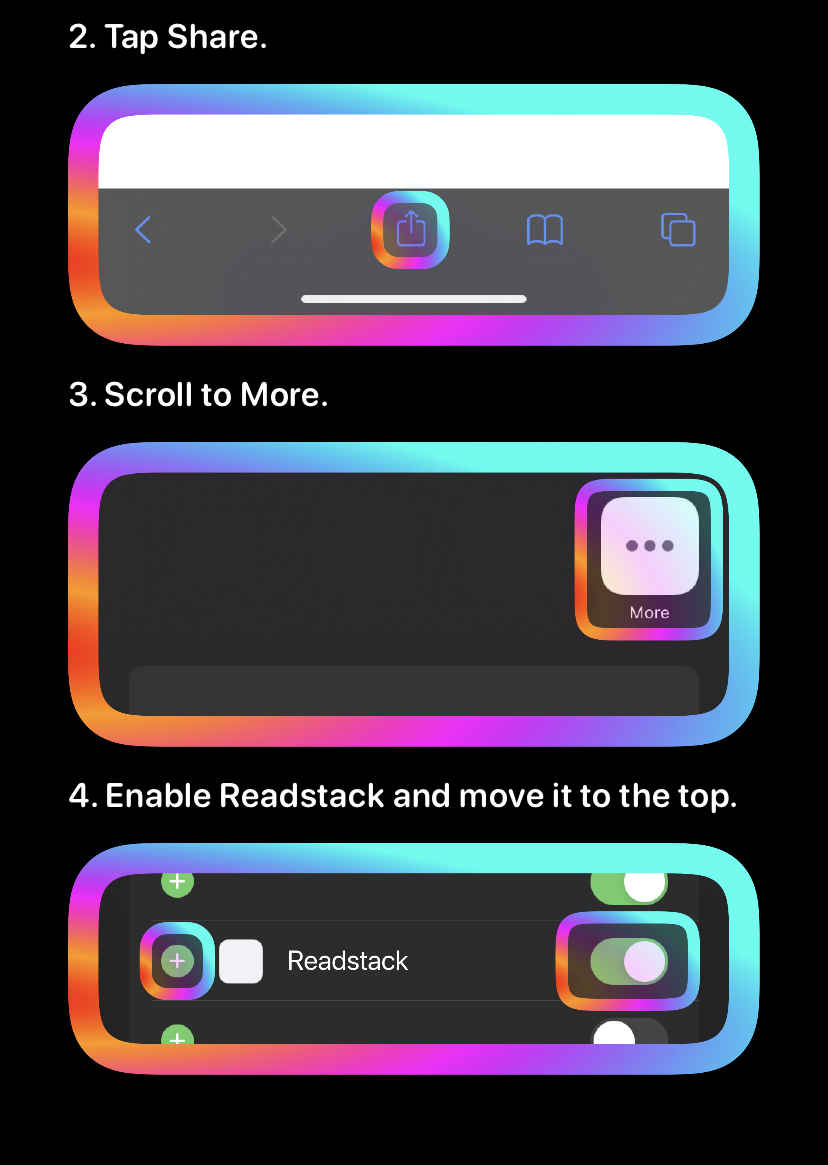 2. Tap Share.
3. Scroll to More.
More
4. Enable Readstack and move it to the top.
Readstack